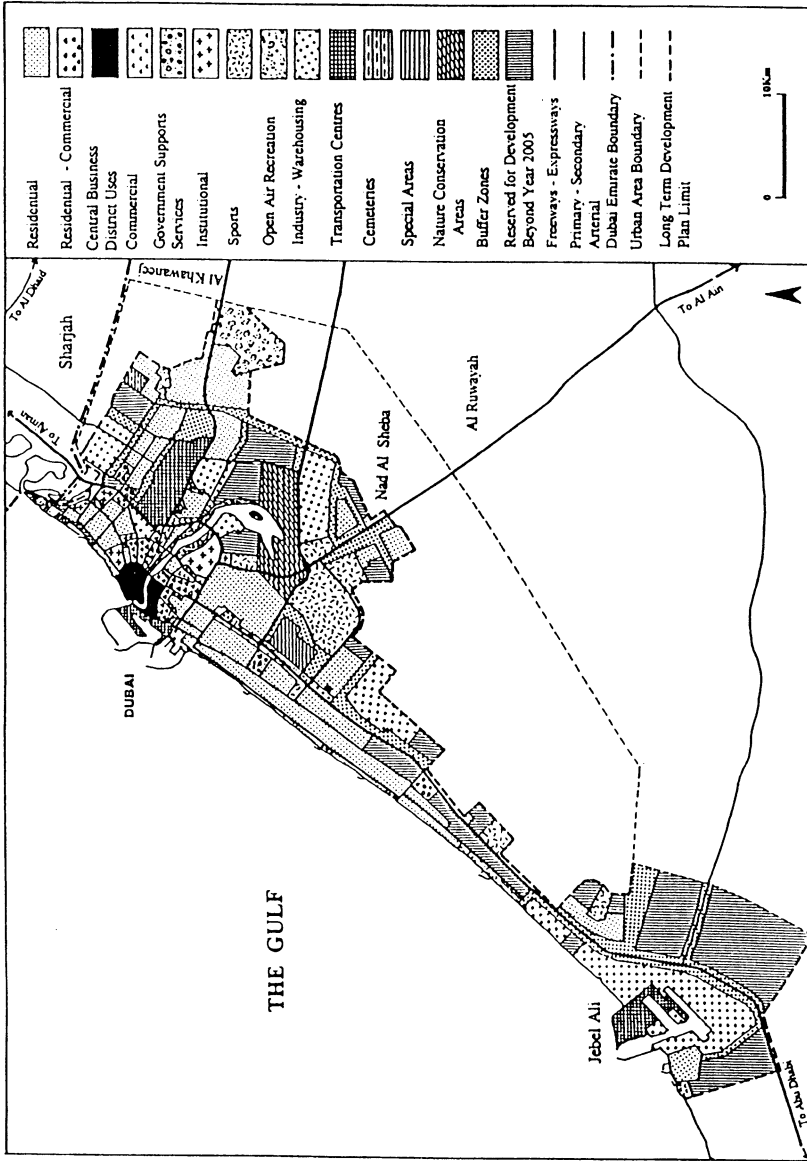 Residential
Residental - Commercial
Central Business
District Uses
Commercial
Government Supports
Services
Institutional
Sports
Open Air Recreation
Industry - Warehousing
Transportation Centres
Cemeteries
Special Areas
Nature Conservation
Areas
Buffer Zones
Reserved for Development
Beyond Year 2005
Freeways - Expressways
Primary - Secondary
Arterial
Dubai Emirate Boundary
Urban Area Boundary
Long Term Development
Plan Limit
0
10Km
To Al Dhaid
Sharjah
To Ajman
Al Khawaneej
Nad Al Sheba
Al Ruwayah
To Al Ain
DUBAI
THE GULF
Jebel Ali
To Abu Dhabi